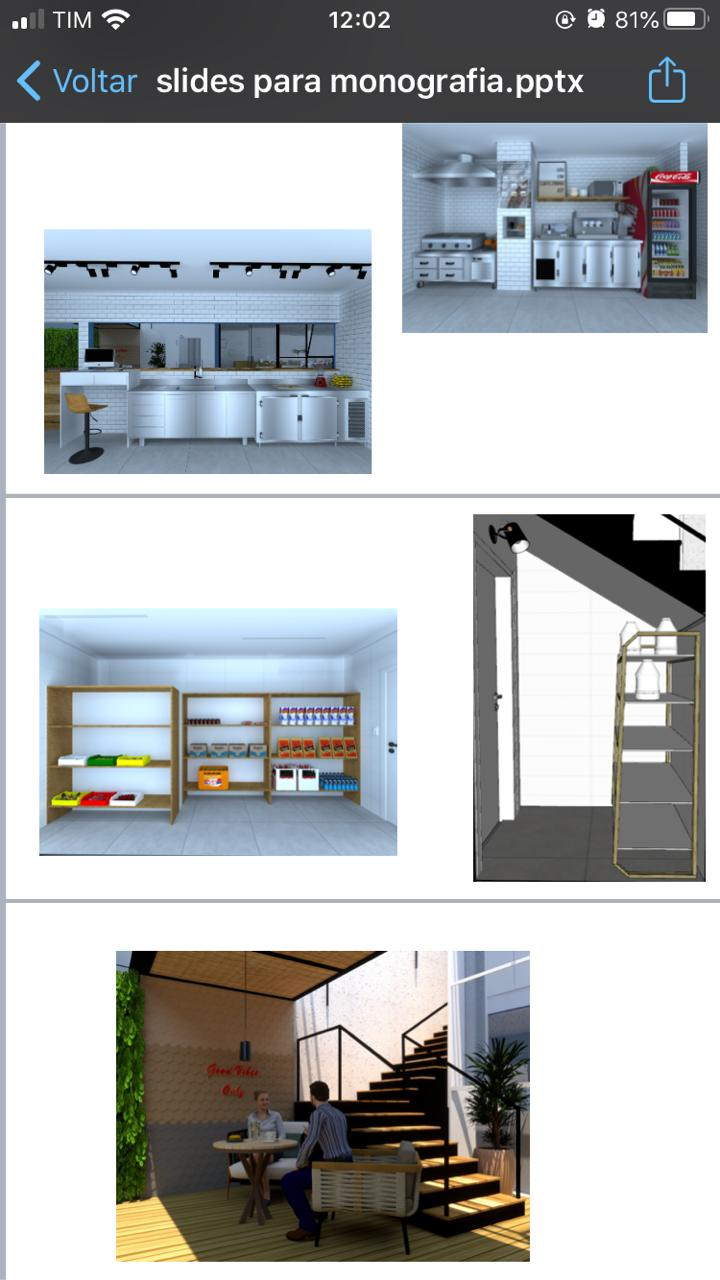 TIM
12:02
81%
Voltar
slides para monografia.pptx
Coca-Cola
Good Vibes
Only